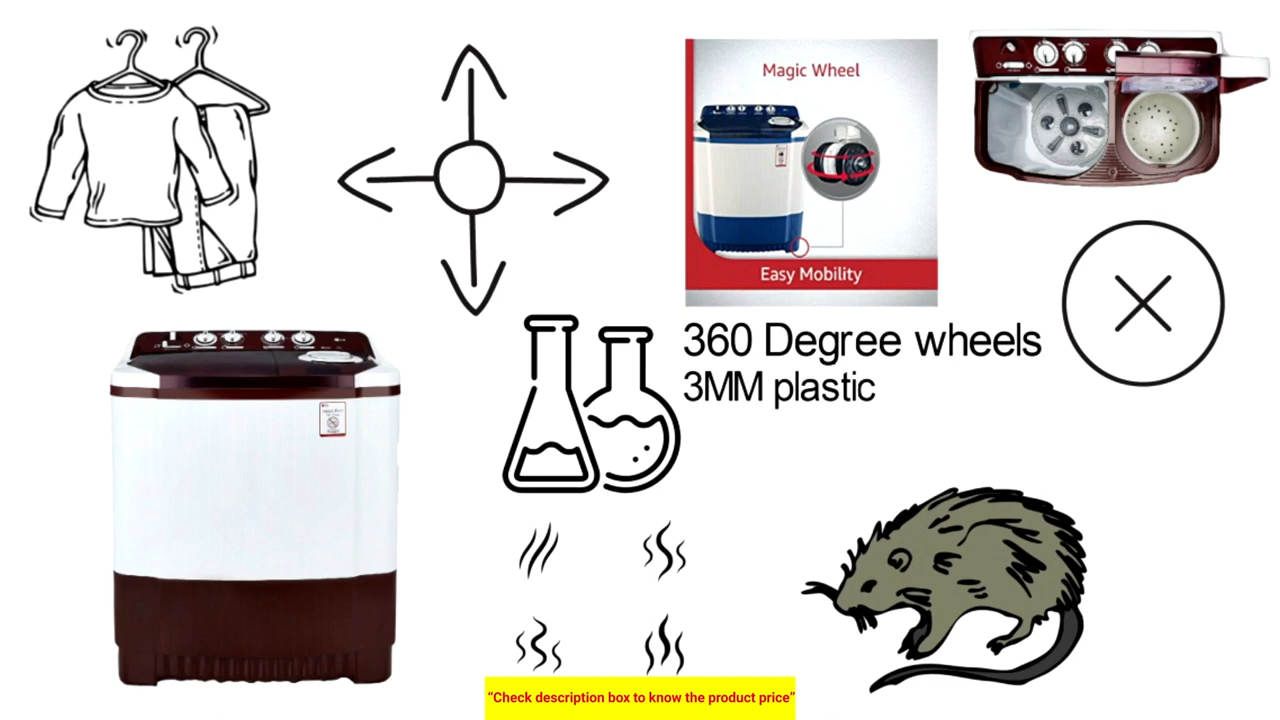 Magic Wheel
Easy Mobility
360 Degree wheels
3MM plastic
“Check description box to know the product price”